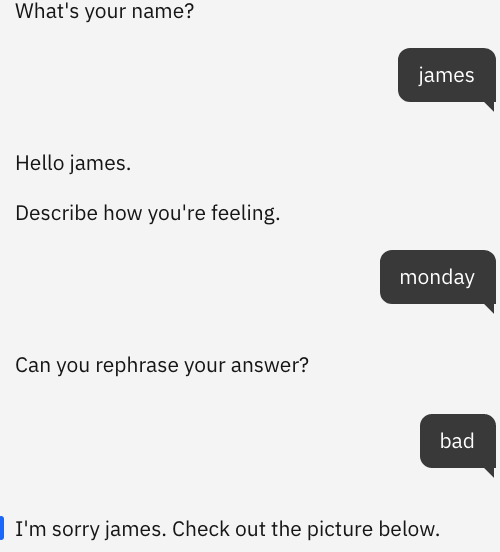 What's your name?
james
Hello james.
Describe how you're feeling.
monday
Can you rephrase your answer?
bad
I'm sorry james. Check out the picture below.